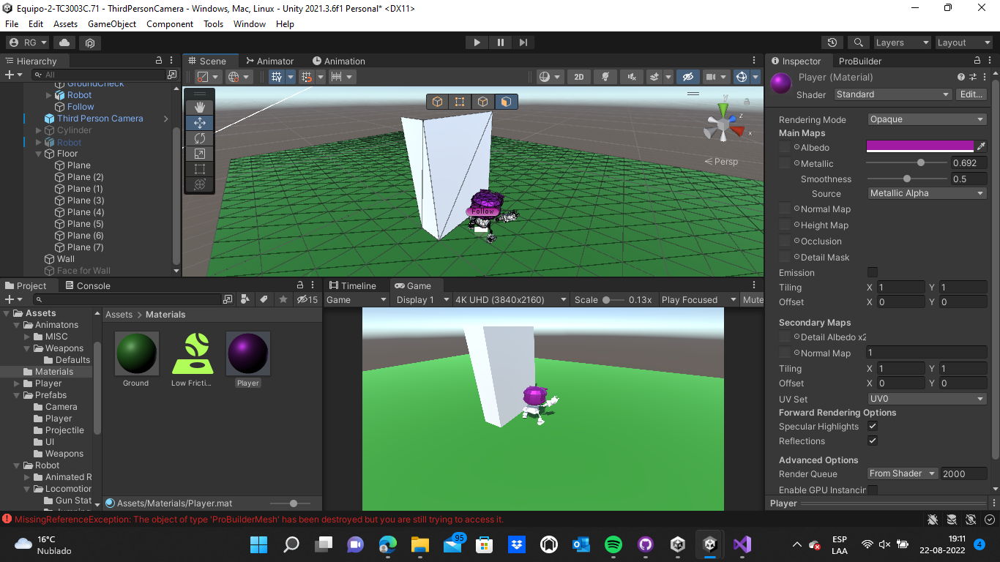 Equipo-2-TC3003C.71 - ThirdPersonCamera - Windows, Mac, Linux - Unity 2021.3.6f1 Personal* <DX11>
File Edit Assets GameObject Component Tools Window Help
RG
Layers
Layout
Hierarchy
All
GroundCheck
Robot
Follow
Third Person Camera
Cylinder
Robot
Floor
Plane
Plane (2)
Plane (1)
Plane (3)
Plane (4)
Plane (5)
Plane (6)
Plane (7)
Wall
Face for Wall
Scene Animator Animation
2D
y
z
x
Persp
Follow
Project Console
15
Assets
Animatons
MISC
Weapons
Defaults
Materials
Player
Prefabs
Camera
Player
Projectile
UI
Weapons
Robot
Animated R
Locomotior
Gun Stat
Assets > Materials
Ground
Low Fricti...
Player
Assets/Materials/Player.mat
Timeline Game
Game Display 1 4K UHD (3840x2160) Scale 0.13x Play Focused Mute
Inspector ProBuilder
Player (Material)
Shader Standard Edit...
Rendering Mode Opaque
Main Maps
Albedo
Metallic 0.692
Smoothness 0.5
Source Metallic Alpha
Normal Map
Height Map
Occlusion
Detail Mask
Emission
Tiling X 1 Y 1
Offset X 0 Y 0
Secondary Maps
Detail Albedo x2
Normal Map 1
Tiling X 1 Y 1
Offset X 0 Y 0
UV Set UV0
Forward Rendering Options
Specular Highlights
Reflections
Advanced Options
Render Queue From Shader 2000
Enable GPU Instancin
Player
MissingReferenceException: The object of type 'ProBuilderMesh' has been destroyed but you are still trying to access it.
16°C
Nublado
95
ESP
LAA
19:11
22-08-2022
4